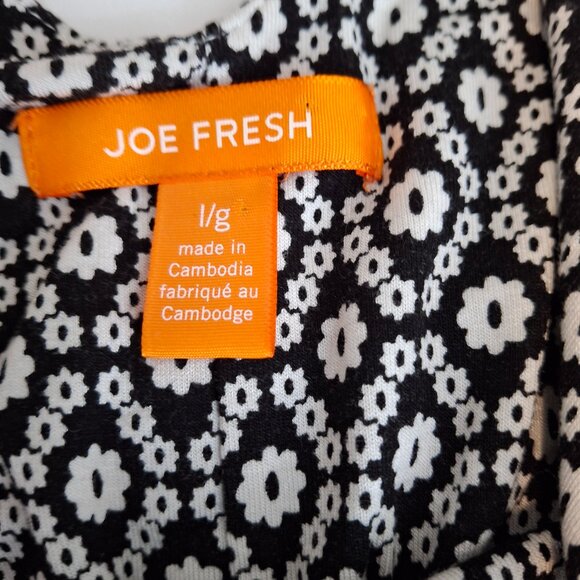 JOE FRESH
l/g
made in
Cambodia
fabriqué au
Cambodge